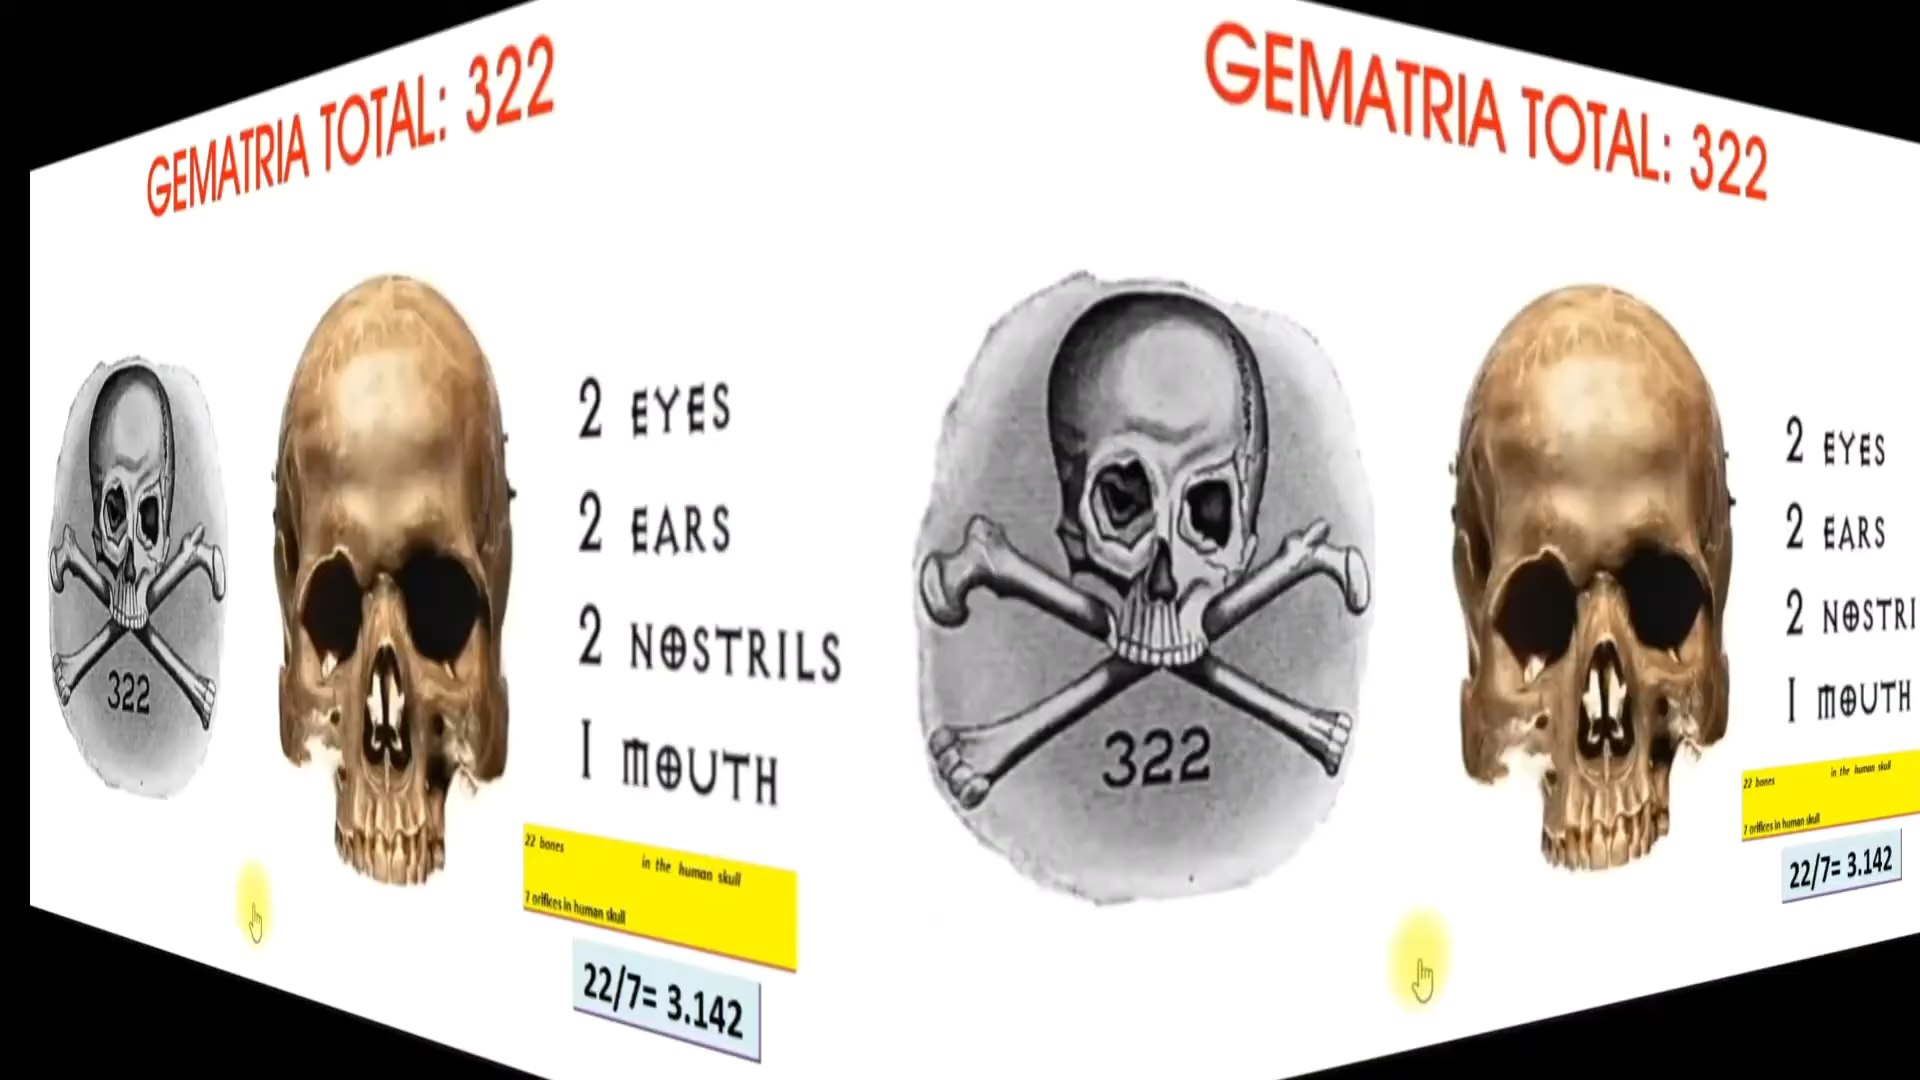 GEMATRIA TOTAL: 322
322
2 EYES
2 EARS
2 NOSTRILS
1 MOUTH
22 bones in the human skull
7 orifices in human skull
22/7= 3.142
GEMATRIA TOTAL: 322
322
2 EYES
2 EARS
2 NOSTRI
1 MOUTH
22 bones in the human skull
7 orifices in human skull
22/7= 3.142